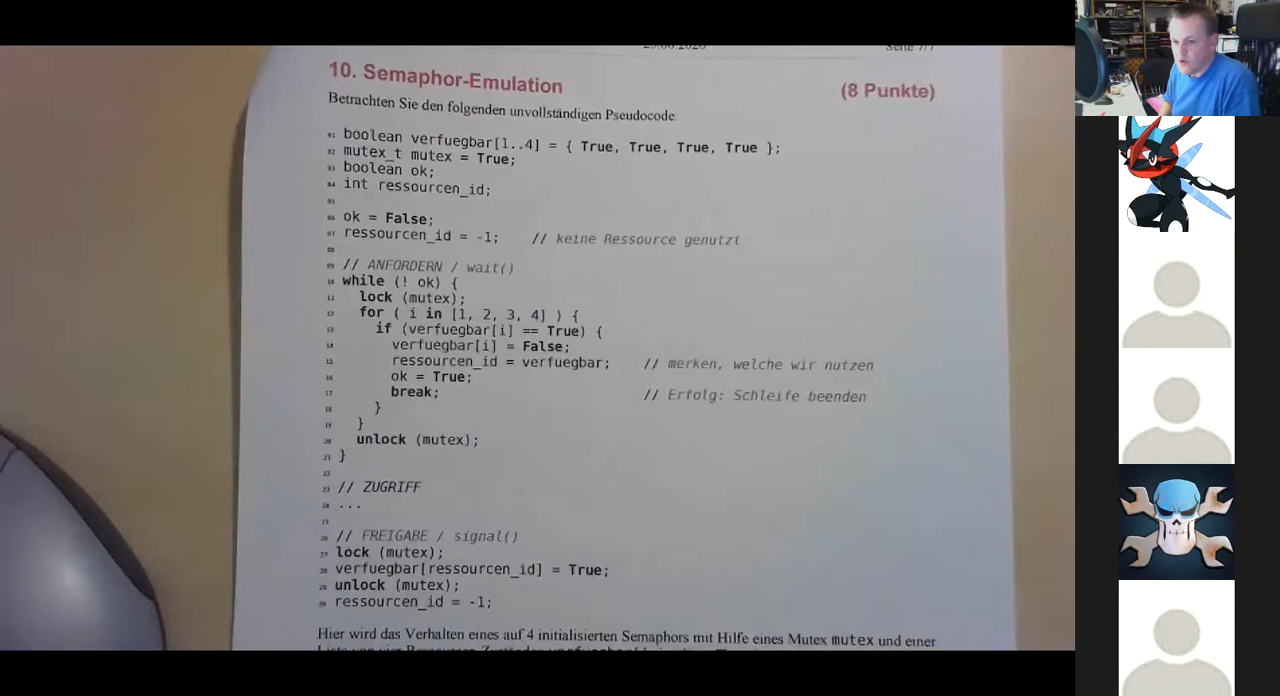 25.06.2020 Seite 7/7
10. Semaphor-Emulation (8 Punkte)
Betrachten Sie den folgenden unvollständigen Pseudocode:
01 boolean verfuegbar[1..4] = { True, True, True, True };
02 mutex_t mutex = True;
03 boolean ok;
04 int ressourcen_id;
05
06 ok = False;
07 ressourcen_id = -1; // keine Ressource genutzt
08
09 // ANFORDERN / wait()
10 while (! ok) {
11 lock (mutex);
12 for ( i in [1, 2, 3, 4] ) {
13 if (verfuegbar[i] == True) {
14 verfuegbar[i] = False;
15 ressourcen_id = verfuegbar; // merken, welche wir nutzen
16 ok = True;
17 break; // Erfolg: Schleife beenden
18 }
19 }
20 unlock (mutex);
21 }
22
23 // ZUGRIFF
24 ...
25
26 // FREIGABE / signal()
27 lock (mutex);
28 verfuegbar[ressourcen_id] = True;
29 unlock (mutex);
30 ressourcen_id = -1;
Hier wird das Verhalten eines auf 4 initialisierten Semaphors mit Hilfe eines Mutex mutex und einer